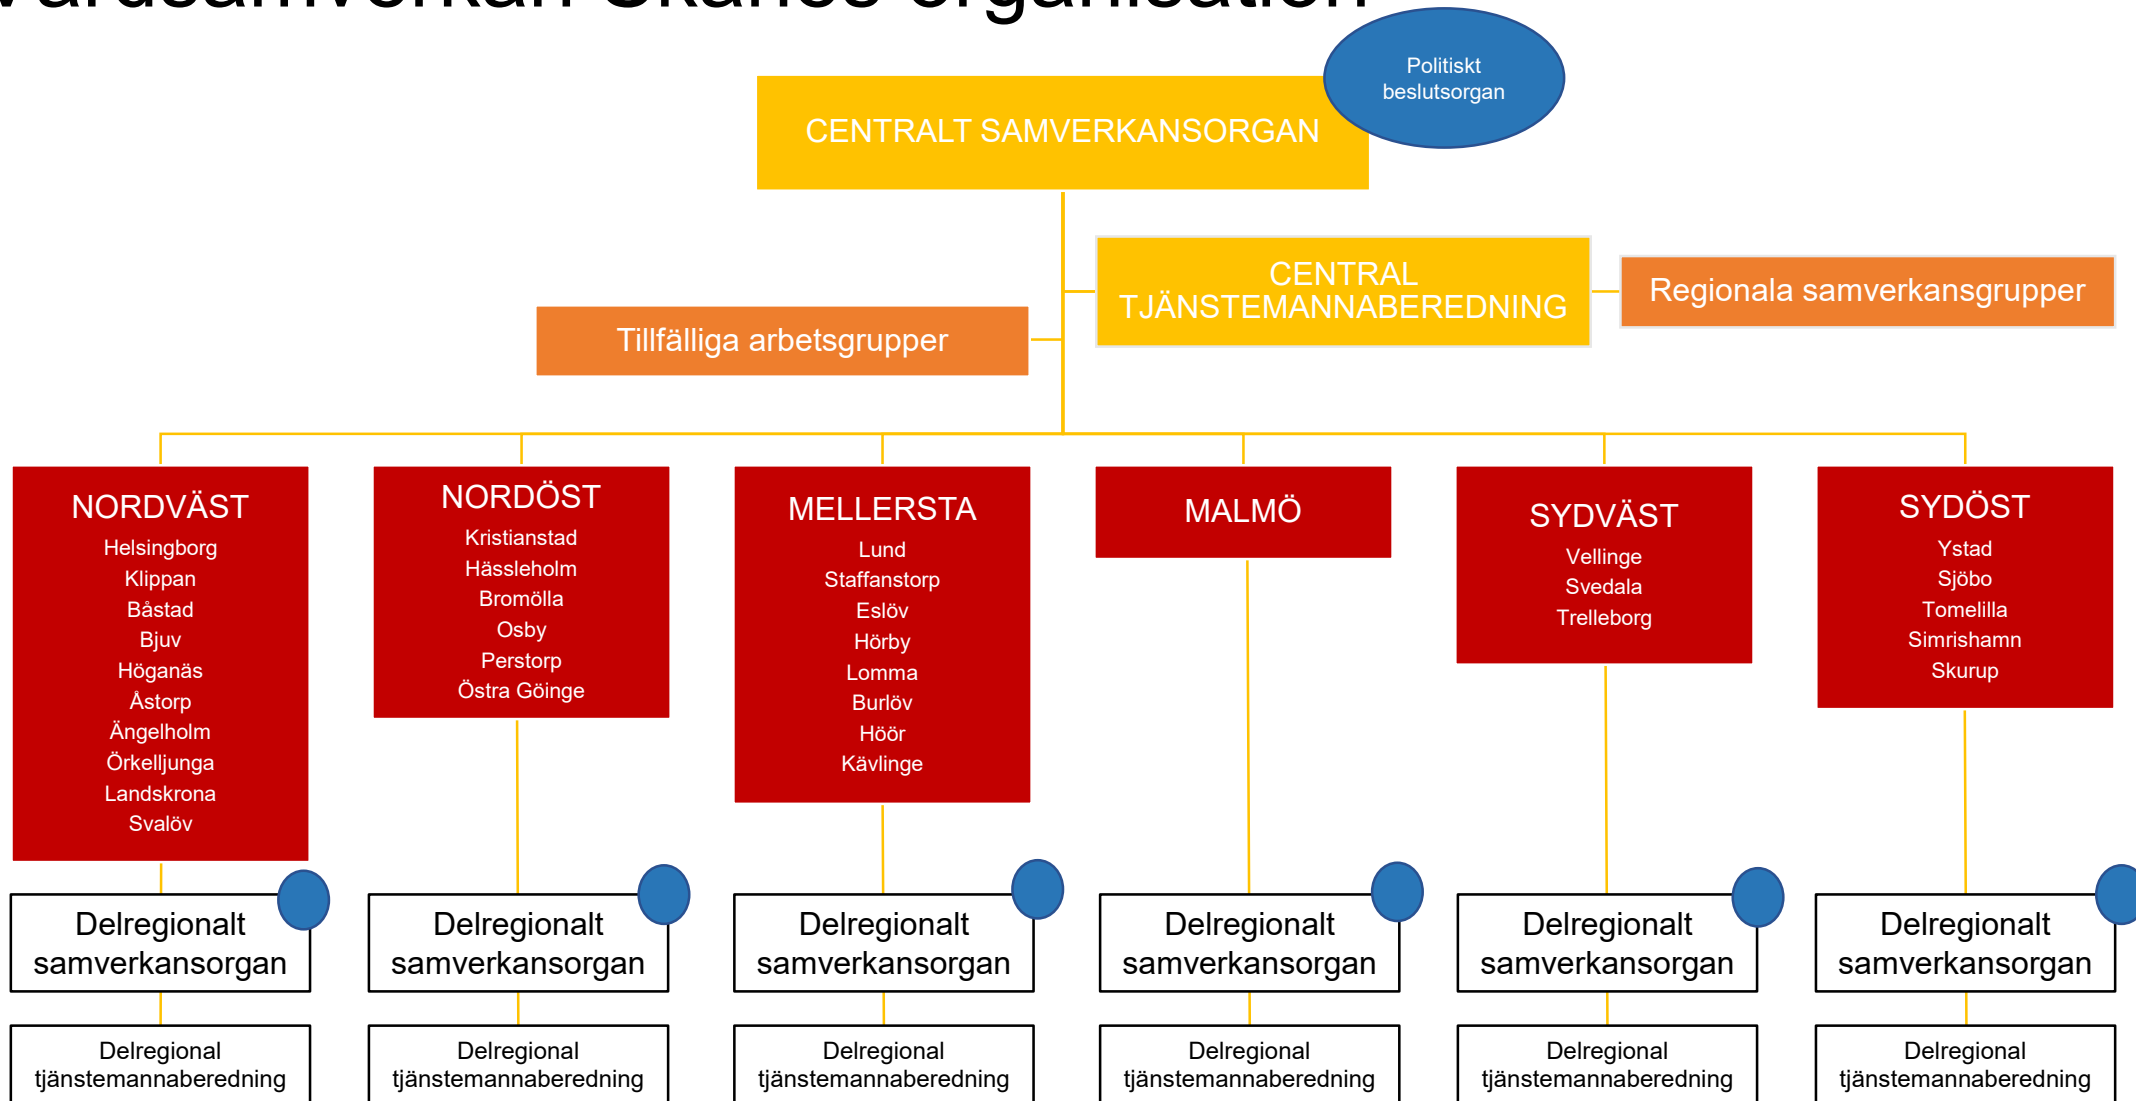 Vårdsamverkan Skånes organisation
Politiskt
beslutsorgan
CENTRALT SAMVERKANSORGAN
CENTRAL
TJÄNSTEMANNABEREDNING
Regionala samverkansgrupper
Tillfälliga arbetsgrupper
NORDVÄST
Helsingborg
Klippan
Båstad
Bjuv
Höganäs
Åstorp
Ängelholm
Örkelljunga
Landskrona
Svalöv
NORDÖST
Kristianstad
Hässleholm
Bromölla
Osby
Perstorp
Östra Göinge
MELLERSTA
Lund
Staffanstorp
Eslöv
Hörby
Lomma
Burlöv
Höör
Kävlinge
MALMÖ
SYDVÄST
Vellinge
Svedala
Trelleborg
SYDÖST
Ystad
Sjöbo
Tomelilla
Simrishamn
Skurup
Delregionalt
samverkansorgan
Delregionalt
samverkansorgan
Delregionalt
samverkansorgan
Delregionalt
samverkansorgan
Delregionalt
samverkansorgan
Delregionalt
samverkansorgan
Delregional
tjänstemannaberedning
Delregional
tjänstemannaberedning
Delregional
tjänstemannaberedning
Delregional
tjänstemannaberedning
Delregional
tjänstemannaberedning
Delregional
tjänstemannaberedning